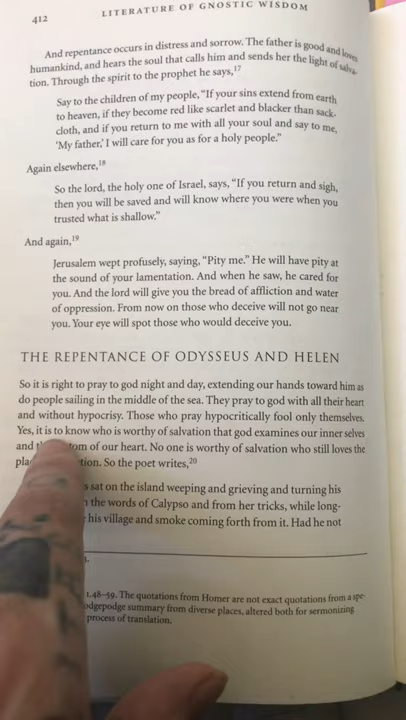 412
LITERATURE OF GNOSTIC WISDOM
And repentance occurs in distress and sorrow. The father is good and loves
humankind, and hears the soul that calls him and sends her the light of salva-
tion. Through the spirit to the prophet he says,17
Say to the children of my people, “If your sins extend from earth
to heaven, if they become red like scarlet and blacker than sack-
cloth, and if you return to me with all your soul and say to me,
‘My father,’ I will care for you as for a holy people.”
Again elsewhere,18
So the lord, the holy one of Israel, says, “If you return and sigh,
then you will be saved and will know where you were when you
trusted what is shallow.”
And again,19
Jerusalem wept profusely, saying, “Pity me.” He will have pity at
the sound of your lamentation. And when he saw, he cared for
you. And the lord will give you the bread of affliction and water
of oppression. From now on those who deceive will not go near
you. Your eye will spot those who would deceive you.
THE REPENTANCE OF ODYSSEUS AND HELEN
So it is right to pray to god night and day, extending our hands toward him as
do people sailing in the middle of the sea. They pray to god with all their heart
and without hypocrisy. Those who pray hypocritically fool only themselves.
Yes, it is to know who is worthy of salvation that god examines our inner selves
and of our heart. No one is worthy of salvation who still loves the
So the poet writes,20
sat on the island weeping and grieving and turning his
the words of Calypso and from her tricks, while long-
his village and smoke coming forth from it. Had he not
1.48–59. The quotations from Homer are not exact quotations from a spe-
summary from diverse places, altered both for sermonizing
process of translation.